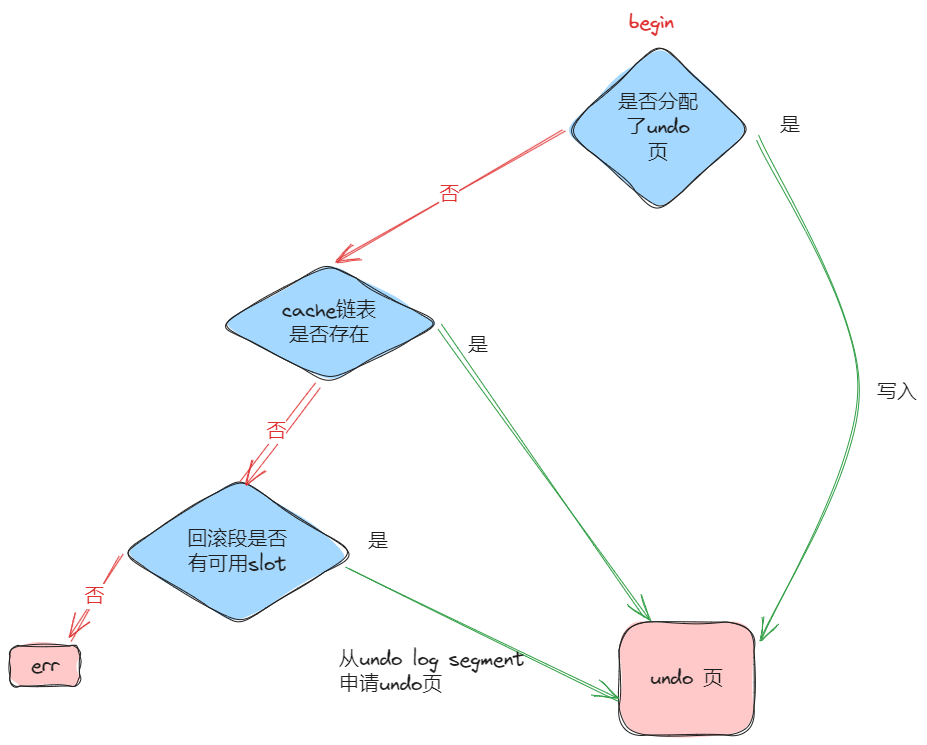 begin
是否分配
了undo
页
是
否
cache链表
是否存在
是
写入
否
回滚段是否
有可用slot
是
否
err
从undo log segment
申请undo页
undo 页